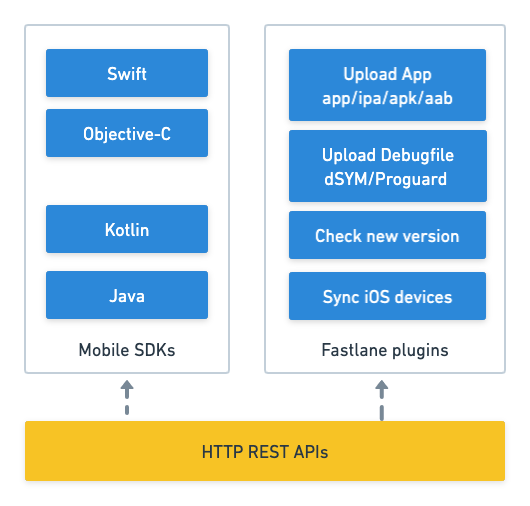 Swift
Objective-C
Kotlin
Java
Mobile SDKs
Upload App
app/ipa/apk/aab
Upload Debugfile
dSYM/Proguard
Check new version
Sync iOS devices
Fastlane plugins
HTTP REST APIs